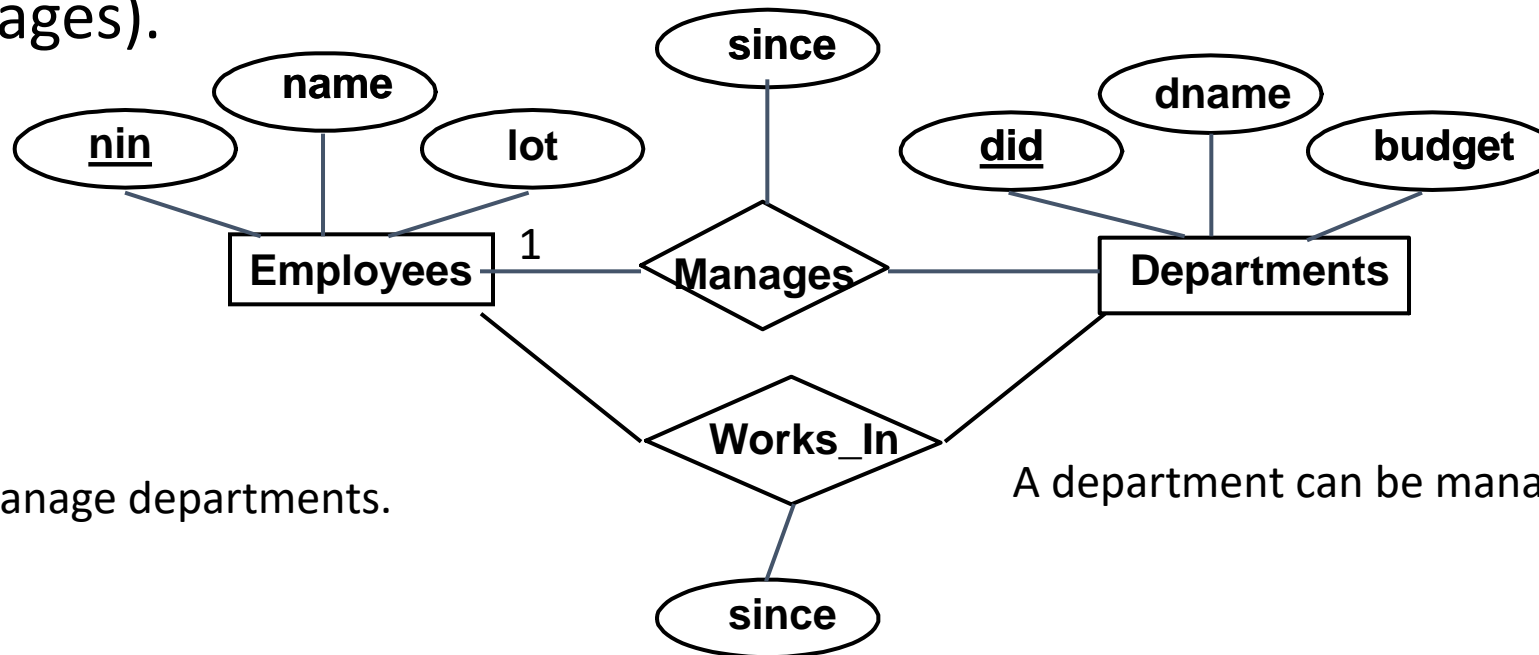 ages).
since
name
dname
nin
lot
did
budget
1
Employees
Manages
Departments
Works_In
anage departments.
A department can be mana
since